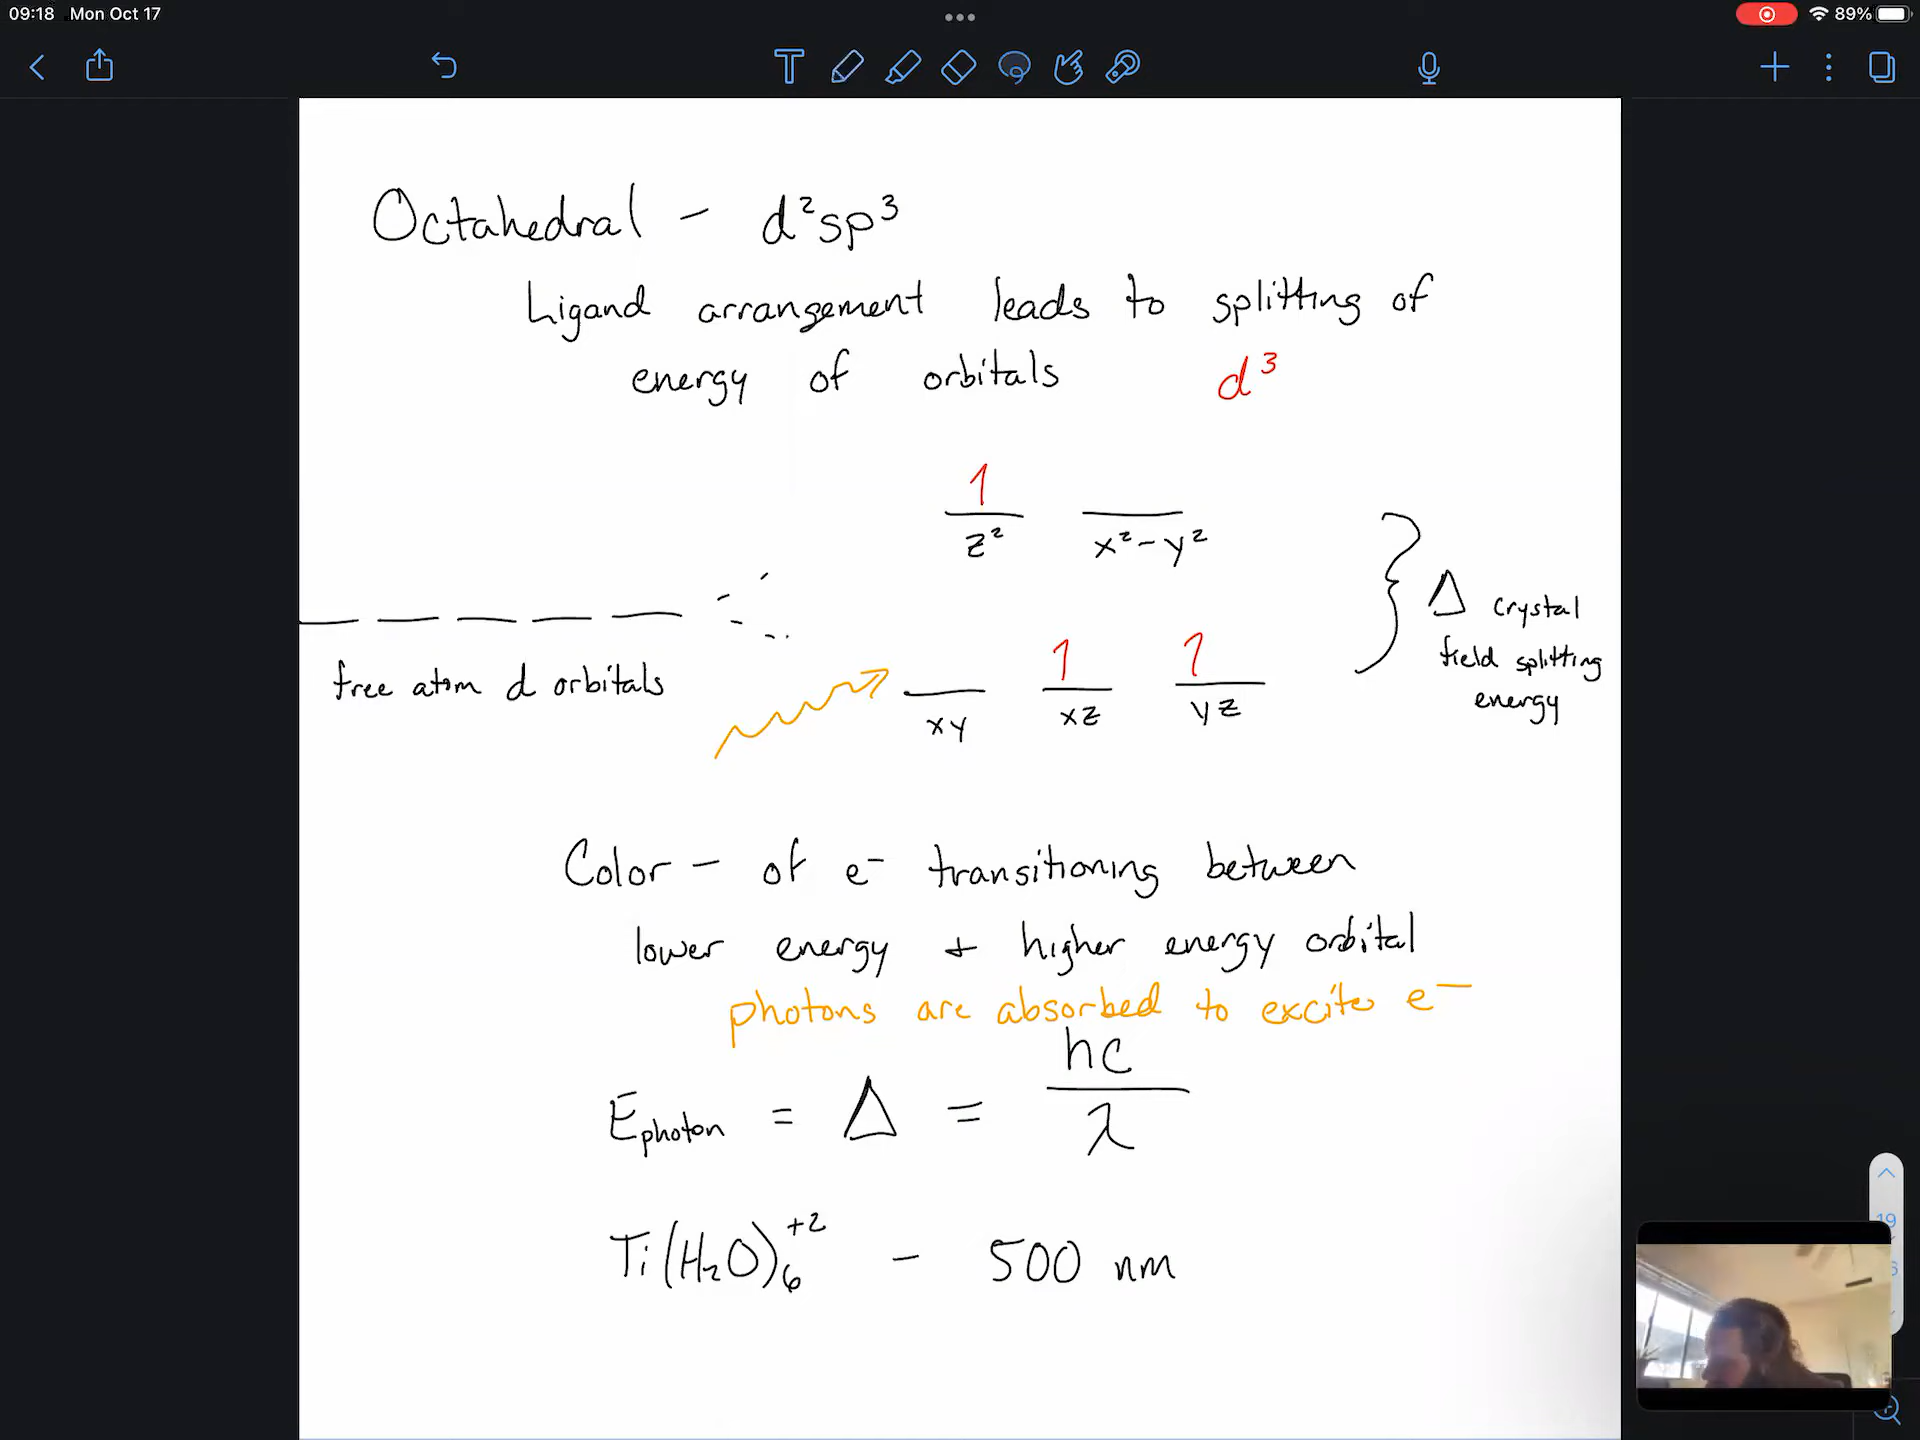 09:18 Mon Oct 17
89%
Octahedral - d²sp³
Ligand arrangement leads to splitting of
energy of orbitals d³
1
z² x²-y²
Δ crystal
field splitting
energy
free atom d orbitals
1 1
xy xz yz
Color - of e⁻ transitioning between
lower energy + higher energy orbital
photons are absorbed to excite e⁻
E photon = Δ = hc/λ
Ti(H₂O)₆⁺² - 500 nm
19